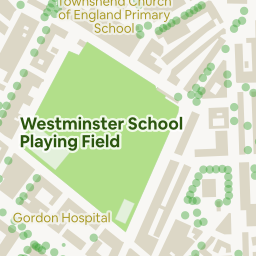 Townshend Church
of England Primary
School
Westminster School
Playing Field
Gordon Hospital